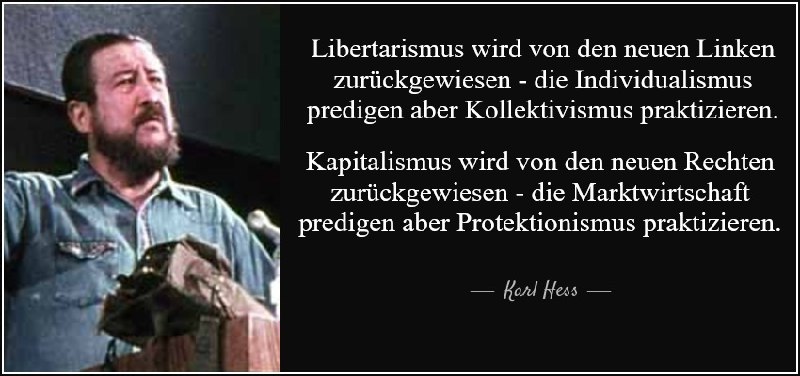 Libertarismus wird von den neuen Linken
zurückgewiesen - die Individualismus
predigen aber Kollektivismus praktizieren.
Kapitalismus wird von den neuen Rechten
zurückgewiesen - die Marktwirtschaft
predigen aber Protektionismus praktizieren.
— Karl Hess —